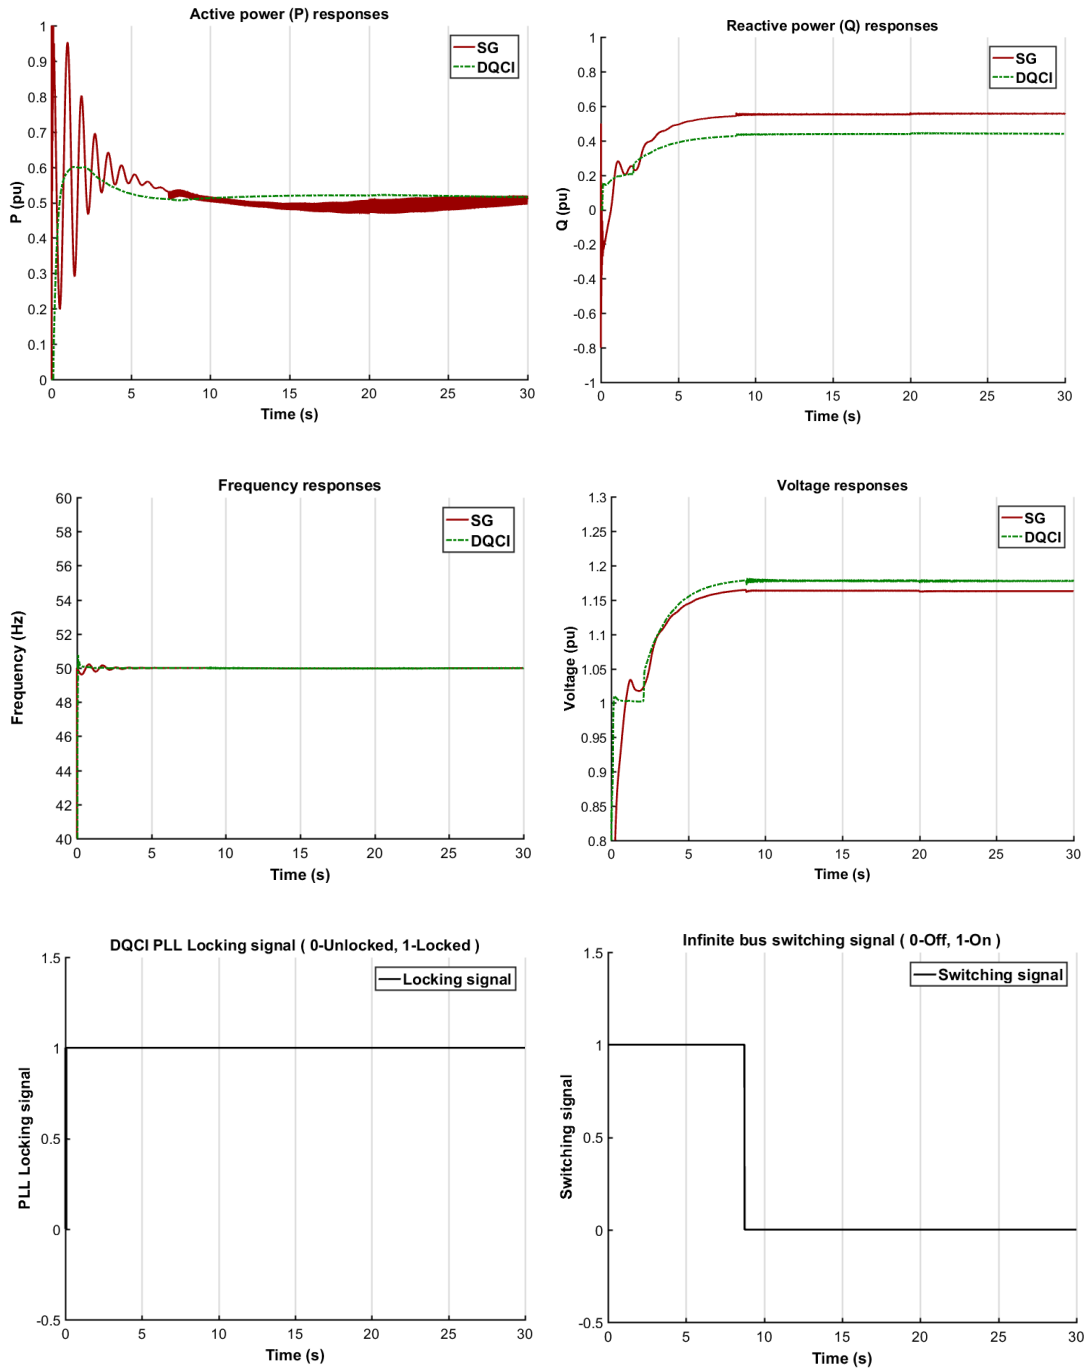 Active power (P) responses
1
0.9
0.8
0.7
0.6
0.5
0.4
0.3
0.2
0.1
0
P (pu)
SG
DQCI
0 5 10 15 20 25 30
Time (s)
Reactive power (Q) responses
1
0.8
0.6
0.4
0.2
0
-0.2
-0.4
-0.6
-0.8
-1
Q (pu)
SG
DQCI
0 5 10 15 20 25 30
Time (s)
Frequency responses
60
58
56
54
52
50
48
46
44
42
40
Frequency (Hz)
SG
DQCI
0 5 10 15 20 25 30
Time (s)
Voltage responses
1.3
1.25
1.2
1.15
1.1
1.05
1
0.95
0.9
0.85
0.8
Voltage (pu)
SG
DQCI
0 5 10 15 20 25 30
Time (s)
DQCI PLL Locking signal ( 0-Unlocked, 1-Locked )
1.5
1
0.5
0
-0.5
PLL Locking signal
Locking signal
0 5 10 15 20 25 30
Time (s)
Infinite bus switching signal ( 0-Off, 1-On )
1.5
1
0.5
0
-0.5
Switching signal
Switching signal
0 5 10 15 20 25 30
Time (s)